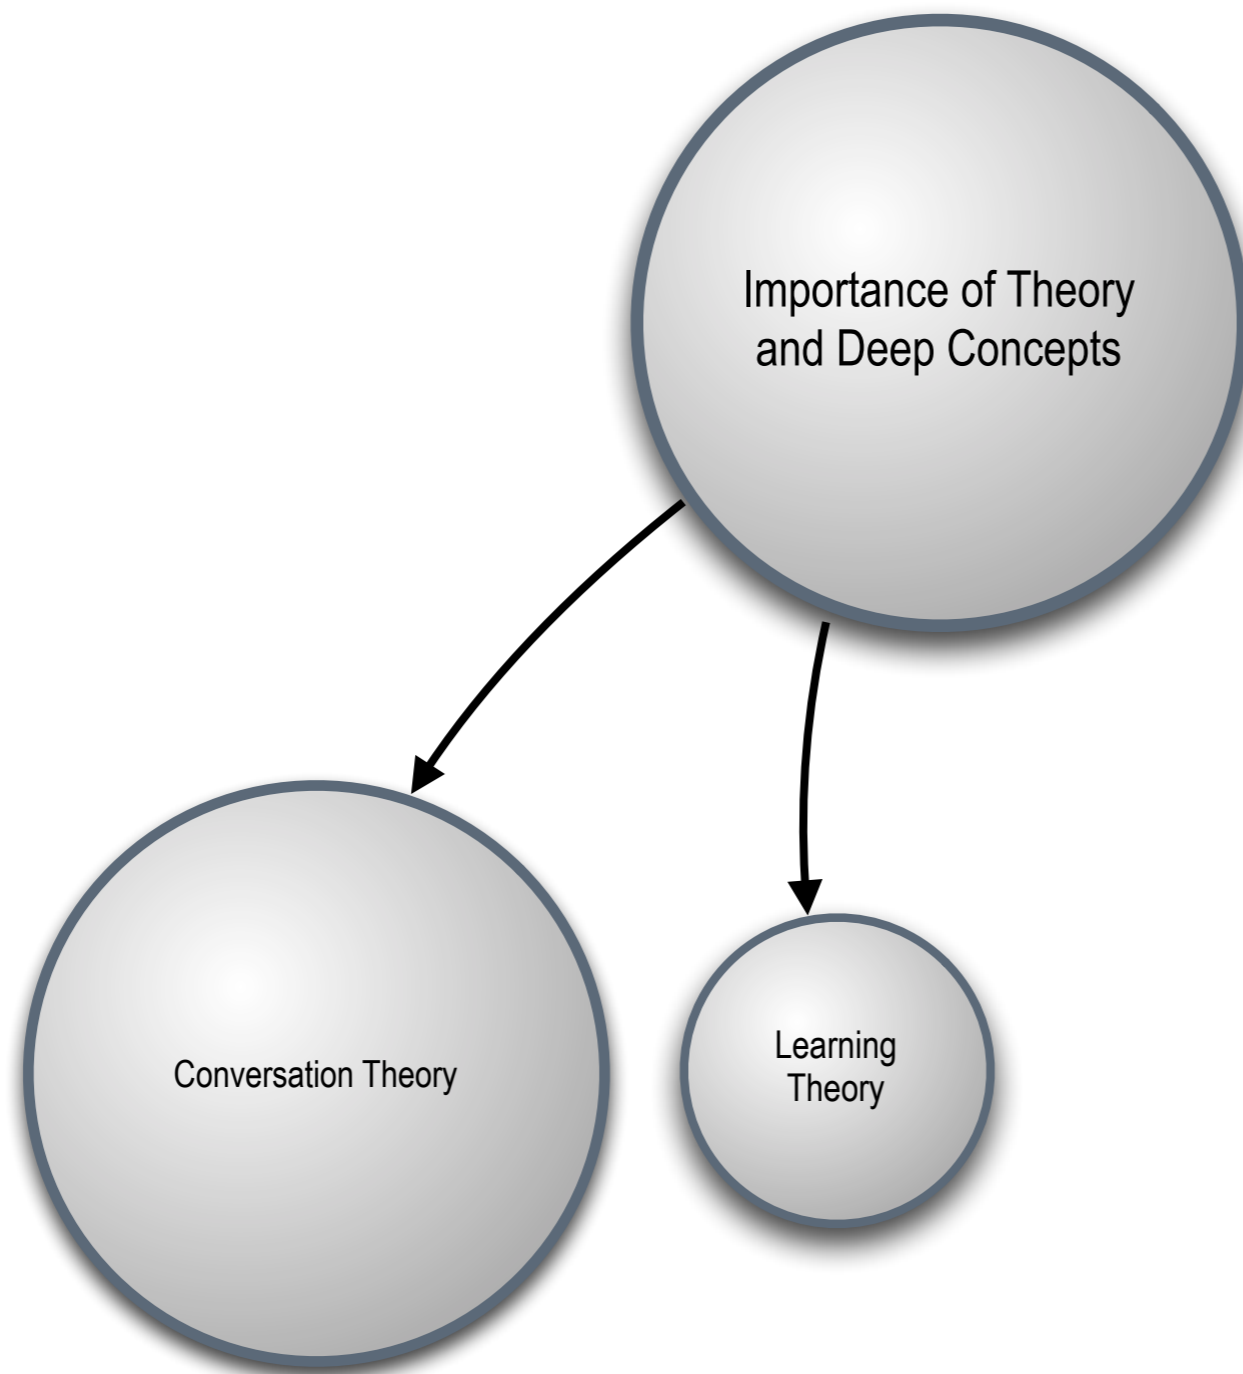 Importance of Theory
and Deep Concepts
Conversation Theory
Learning
Theory